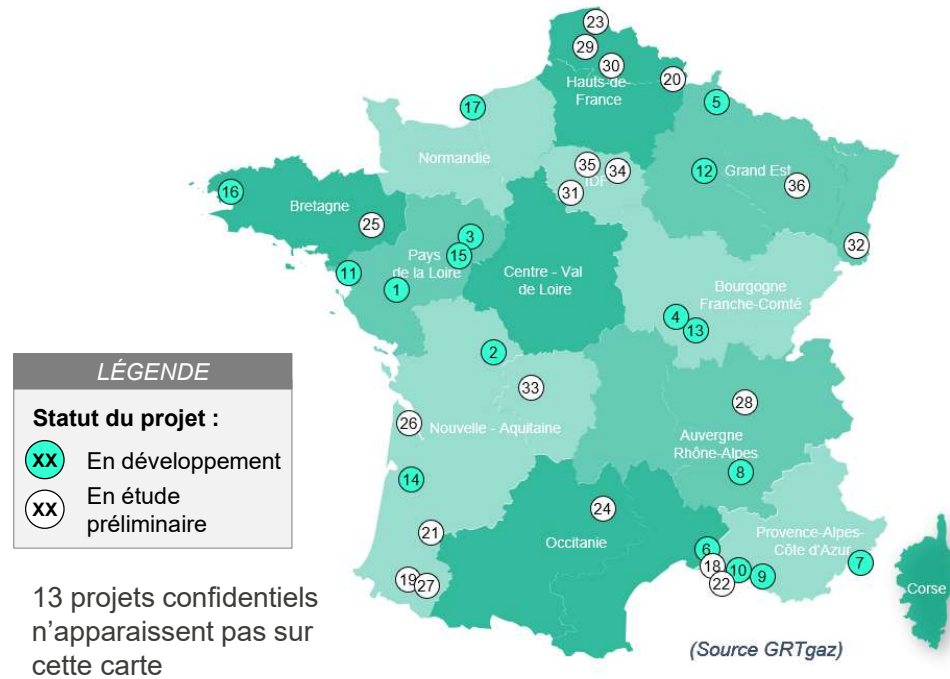 23
29
30
20
Hauts-de-
France
5
17
Normandie
35
34
IDF
31
12
Grand Est
36
16
Bretagne
25
3
15
Pays
de la Loire
11
1
Centre - Val
de Loire
32
Bourgogne
Franche-Comté
4
13
2
33
28
26
Nouvelle - Aquitaine
Auvergne
Rhône-Alpes
8
14
21
24
Occitanie
19
27
Provence-Alpes-
Côte d'Azur
6
18
10
22
9
7
Corse
LÉGENDE
Statut du projet :
XX En développement
XX En étude
préliminaire
13 projets confidentiels
n'apparaissent pas sur
cette carte
(Source GRTgaz)